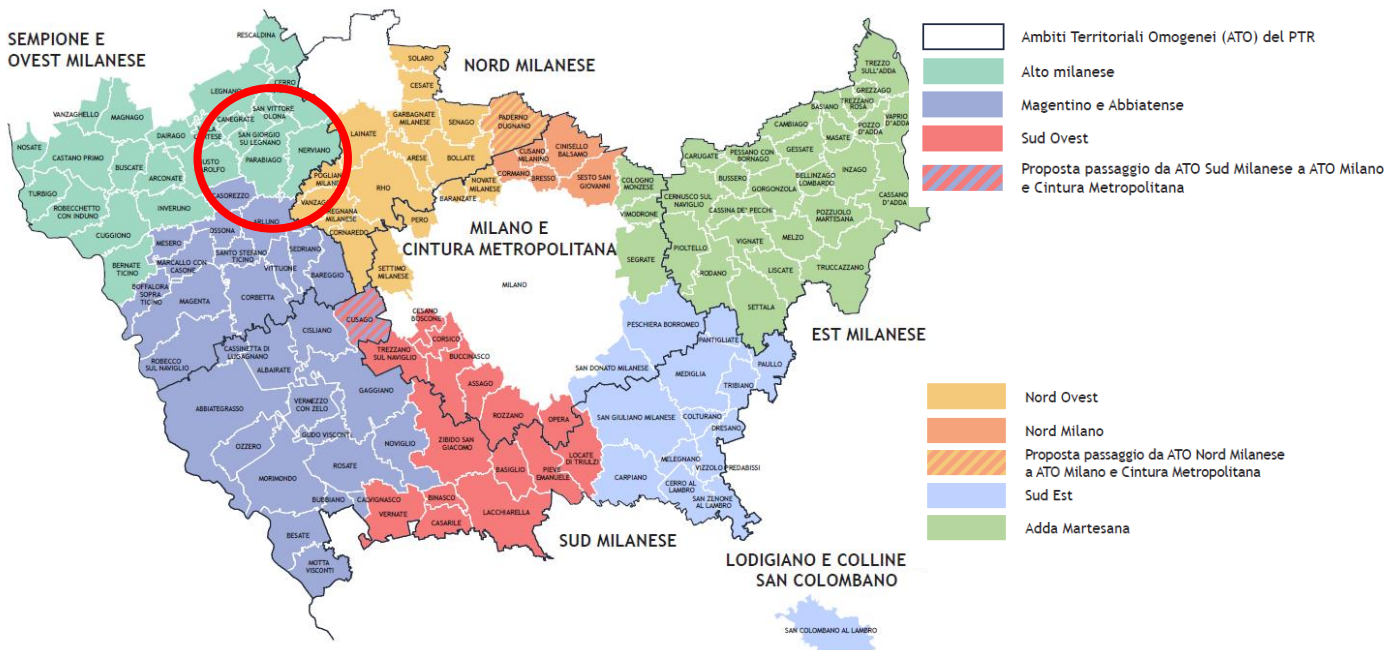 SEMPIONE E
OVEST MILANESE
NORD MILANESE
MILANO E
CINTURA METROPOLITANA
EST MILANESE
SUD MILANESE
LODIGIANO E COLLINE
SAN COLOMBANO
RESCALDINA
CERRO
LEGNANO
SAN VITTORE
OLONA
CANEGRATE
VANZAGHELLO
MAGNAGO
DAIRAGO
SAN GIORGIO
SU LEGNANO
NERVIANO
NOSATE
CASTANO PRIMO
BUSCATE
PARABIAGO
ARCONATE
TURBIGO
ROBECCHETTO
CON INDUNO
INVERUNO
CASOREZZO
CUGGIONO
BERNATE
TICINO
SOLARO
CESATE
GARBAGNATE
MILANESE
SENAGO
LAINATE
ARESE
BOLLATE
RHO
NOVATE
MILANESE
BARANZATE
PERO
CORNAREDO
SETTIMO
MILANESE
PADERNO
DUGNANO
CUSANO
MILANINO
CINISELLO
BALSAMO
CORMANO
BRESSO
SESTO SAN
GIOVANNI
COLOGNO
MONZESE
VIMODRONE
SEGRATE
MILANO
TREZZO
SULL'ADDA
GREZZAGO
TREZZANO
ROSA
BASIANO
VAPRIO
D'ADDA
POZZO
D'ADDA
CAMBIAGO
MASATE
CARUGATE
PESSANO CON
BORNAGO
GESSATE
BUSSERO
BELLINZAGO
LOMBARDO
INZAGO
CERNUSCO SUL
NAVIGLIO
GORGONZOLA
CASSANO
D'ADDA
CASSINA DE' PECCHI
POZZUOLO
MARTESANA
PIOLTELLO
VIGNATE
MELZO
RODANO
LISCATE
TRUCCAZZANO
SETTALA
MESERO
OSSONA
MARCALLO CON
CASONE
SANTO STEFANO
TICINO
SEDRIANO
VITTUONE
BAREGGIO
BOFFALORA
SOPRA
TICINO
MAGENTA
CORBETTA
CUSAGO
CISLIANO
ROBECCO
SUL NAVIGLIO
CASSINETTA DI
LUGAGNANO
ALBAIRATE
GAGGIANO
ABBIATEGRASSO
VERMEZZO
CON ZELO
GUDO VISCONTI
OZZERO
NOVIGLIO
ROSATE
MORIMONDO
BUBBIANO
CALVIGNASCO
BESATE
MOTTA
VISCONTI
CESANO
BOSCONE
CORSICO
TREZZANO
SUL NAVIGLIO
BUCCINASCO
ASSAGO
ROZZANO
OPERA
ZIBIDO SAN
GIACOMO
LOCATE
DI TRIULZI
BASIGLIO
PIEVE
EMANUELE
BINASCO
VERNATE
LACCHIARELLA
CASARILE
PESCHIERA BORROMEO
PANTIGLIATE
SAN DONATO MILANESE
MEDIGLIA
PAULLO
TRIBIANO
SAN GIULIANO MILANESE
COLTURANO
DRESANO
MELEGNANO
VIZZOLO PREDABISSI
CARPIANO
CERRO AL
LAMBRO
SAN ZENONE
AL LAMBRO
SAN COLOMBANO AL LAMBRO
Ambiti Territoriali Omogenei (ATO) del PTR
Alto milanese
Magentino e Abbiatense
Sud Ovest
Proposta passaggio da ATO Sud Milanese a ATO Milano
e Cintura Metropolitana
Nord Ovest
Nord Milano
Proposta passaggio da ATO Nord Milanese
a ATO Milano e Cintura Metropolitana
Sud Est
Adda Martesana